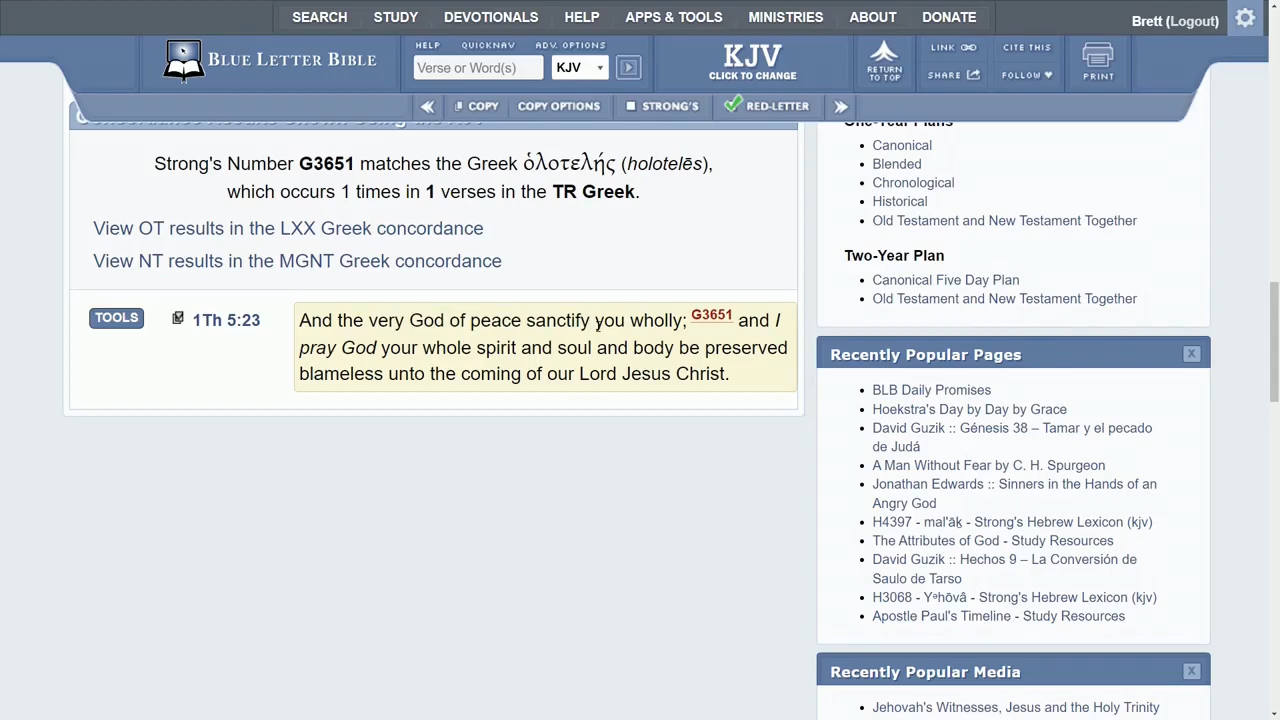 SEARCH STUDY DEVOTIONALS HELP APPS & TOOLS MINISTRIES ABOUT DONATE Brett (Logout)
BLUE LETTER BIBLE
HELP QUICKNAV ADV. OPTIONS
Verse or Word(s) KJV
KJV
CLICK TO CHANGE
RETURN
TO TOP
LINK CITE THIS
SHARE FOLLOW
PRINT
COPY COPY OPTIONS STRONG'S RED-LETTER
Strong's Number G3651 matches the Greek ὁλοτελής (holotelēs),
which occurs 1 times in 1 verses in the TR Greek.
View OT results in the LXX Greek concordance
View NT results in the MGNT Greek concordance
TOOLS 1Th 5:23
And the very God of peace sanctify you wholly; G3651 and I
pray God your whole spirit and soul and body be preserved
blameless unto the coming of our Lord Jesus Christ.
One-Year Plans
Canonical
Blended
Chronological
Historical
Old Testament and New Testament Together
Two-Year Plan
Canonical Five Day Plan
Old Testament and New Testament Together
Recently Popular Pages X
BLB Daily Promises
Hoekstra's Day by Day by Grace
David Guzik :: Génesis 38 – Tamar y el pecado
de Judá
A Man Without Fear by C. H. Spurgeon
Jonathan Edwards :: Sinners in the Hands of an
Angry God
H4397 - mal'āḵ - Strong's Hebrew Lexicon (kjv)
The Attributes of God - Study Resources
David Guzik :: Hechos 9 – La Conversión de
Saulo de Tarso
H3068 - Yᵊhōvâ - Strong's Hebrew Lexicon (kjv)
Apostle Paul's Timeline - Study Resources
Recently Popular Media X
Jehovah's Witnesses, Jesus and the Holy Trinity